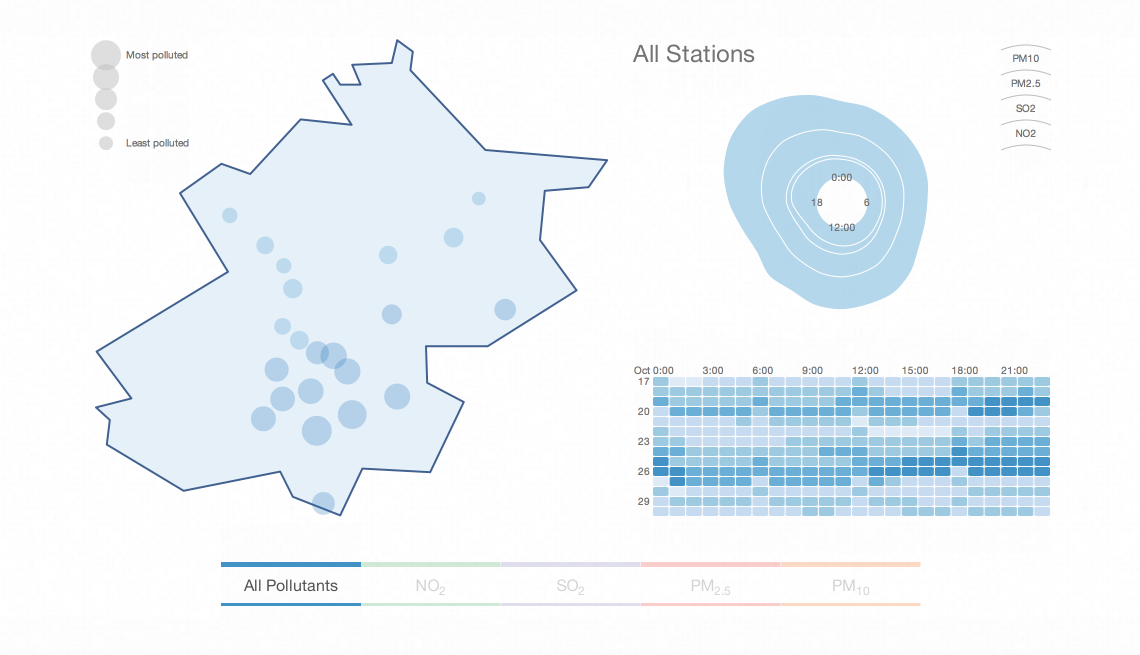 Most polluted
Least polluted
All Stations
PM10
PM2.5
SO2
NO2
0:00
18 6
12:00
Oct 0:00 3:00 6:00 9:00 12:00 15:00 18:00 21:00
17
20
23
26
29
All Pollutants NO2 SO2 PM2.5 PM10